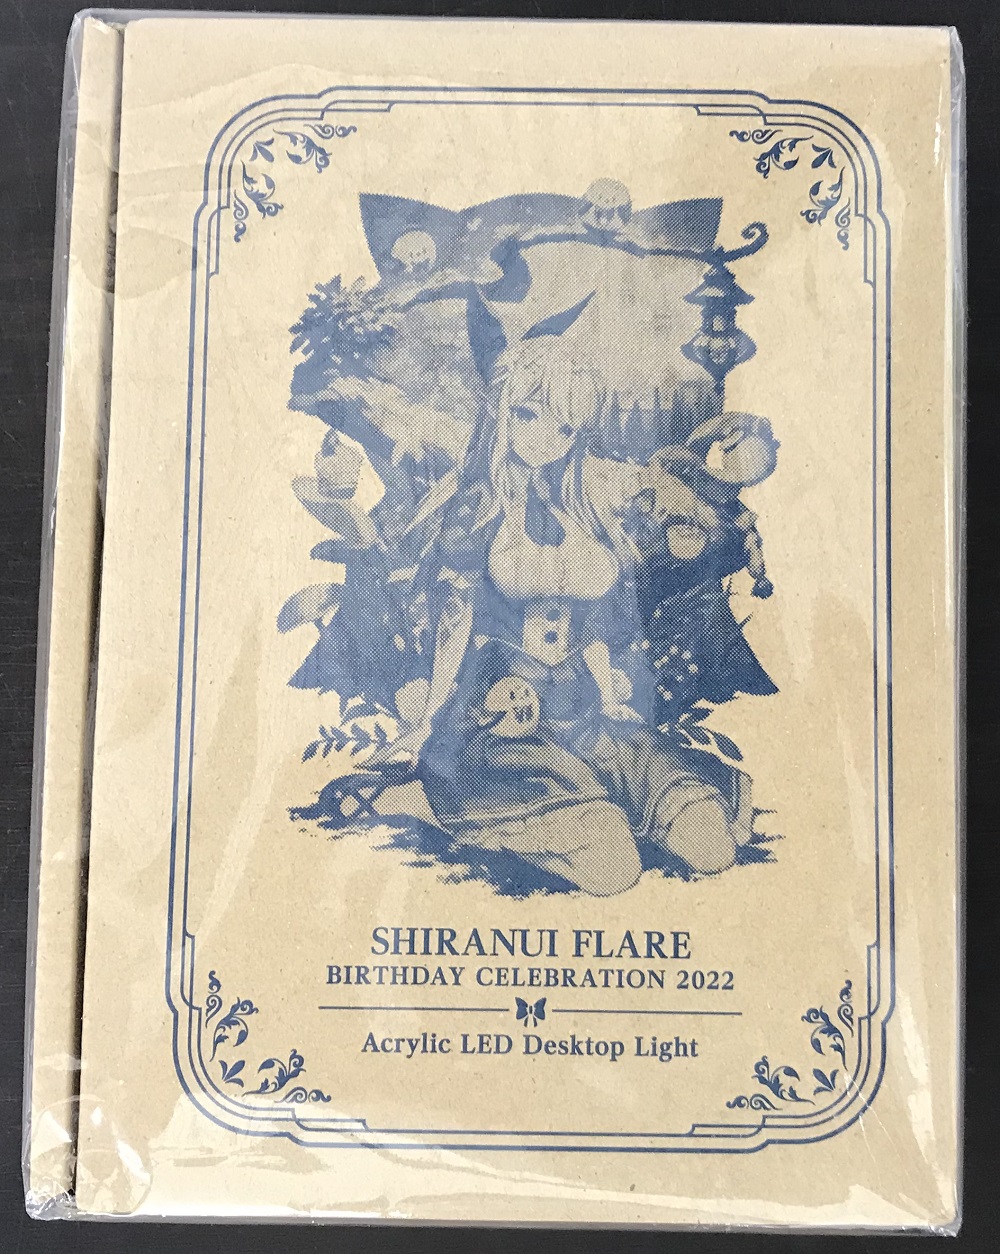 SHIRANUI FLARE
BIRTHDAY CELEBRATION 2022
Acrylic LED Desktop Light